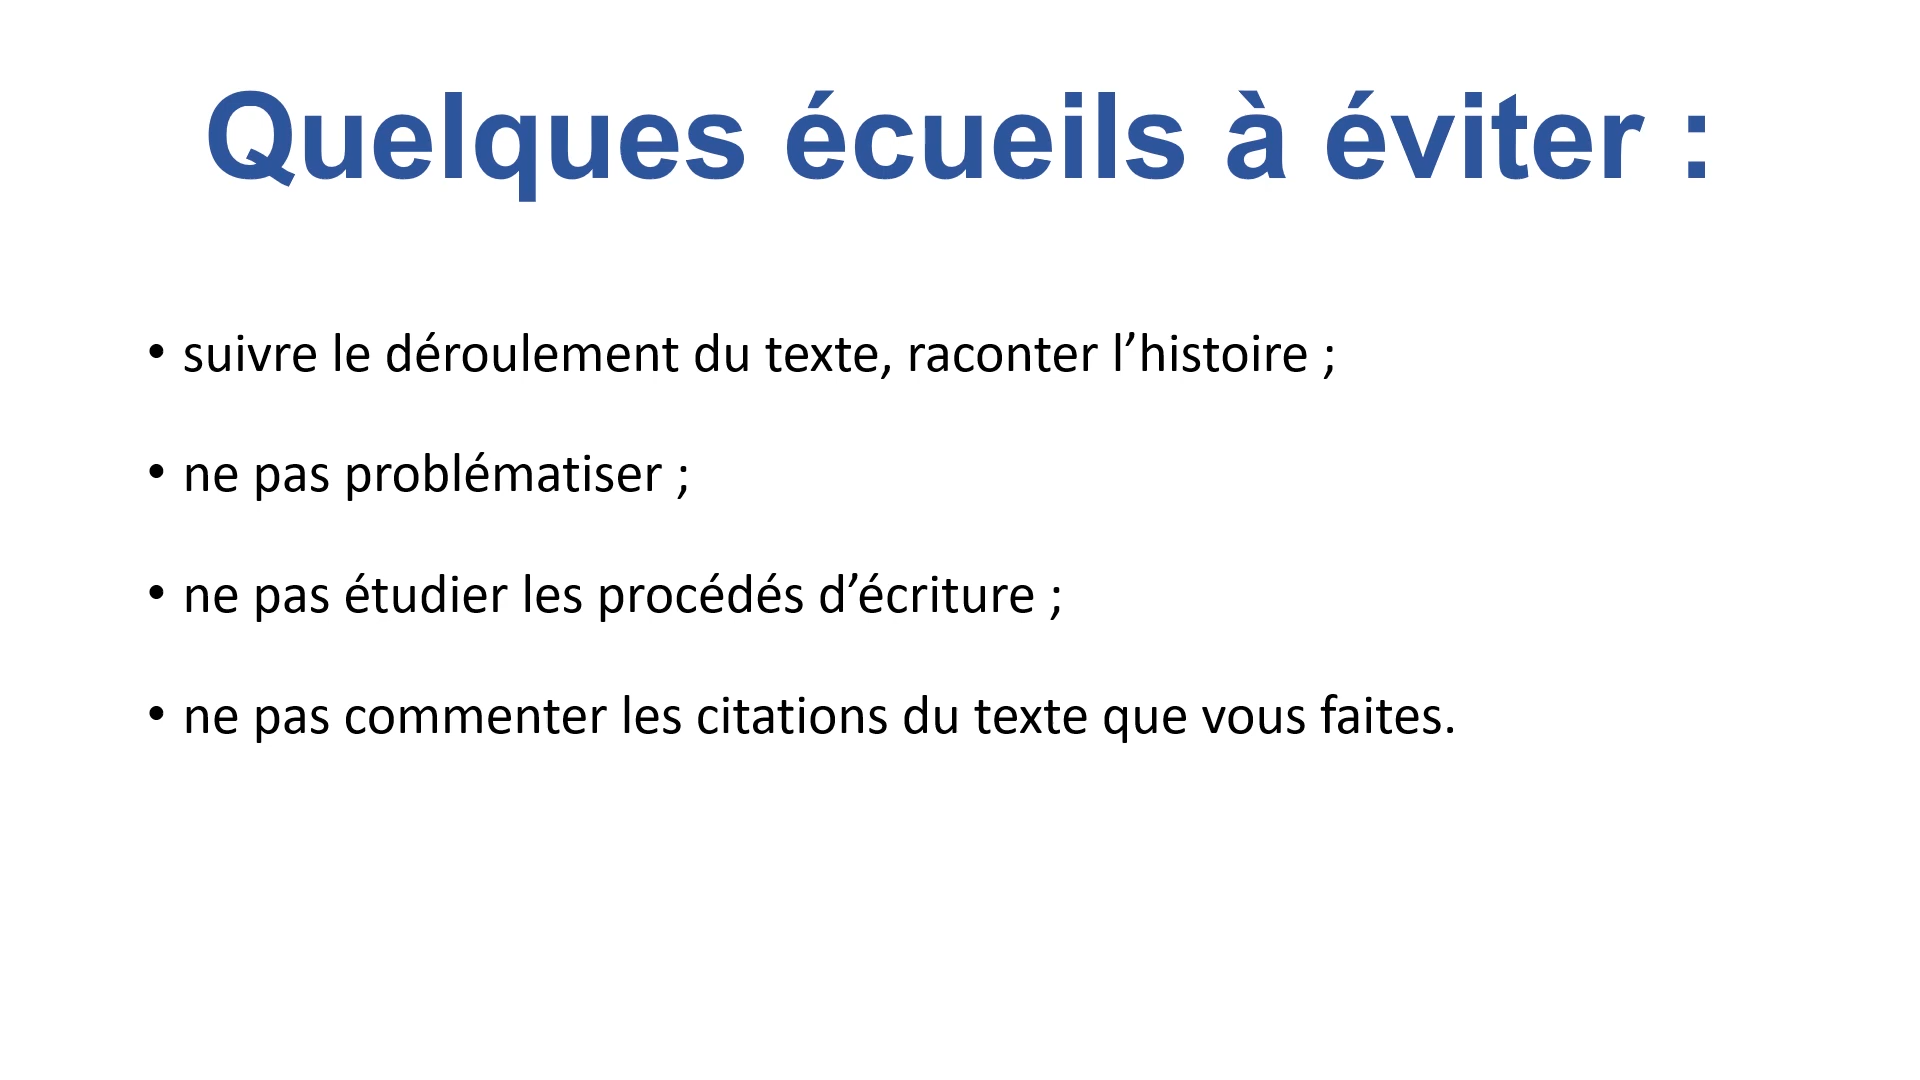 Quelques écueils à éviter :
• suivre le déroulement du texte, raconter l’histoire ;
• ne pas problématiser ;
• ne pas étudier les procédés d’écriture ;
• ne pas commenter les citations du texte que vous faites.